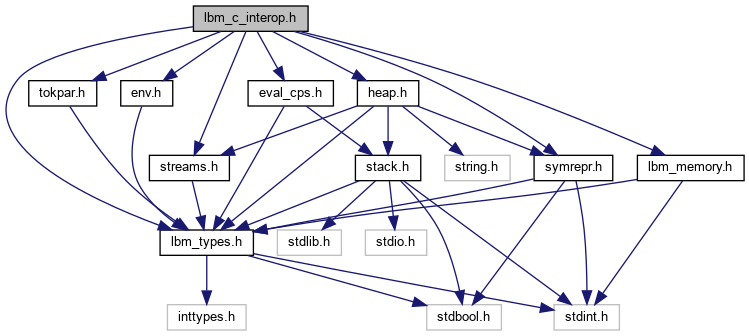 lbm_c_interop.h
tokpar.h
env.h
eval_cps.h
heap.h
streams.h
stack.h
string.h
symrepr.h
lbm_memory.h
lbm_types.h
stdlib.h
stdio.h
inttypes.h
stdbool.h
stdint.h